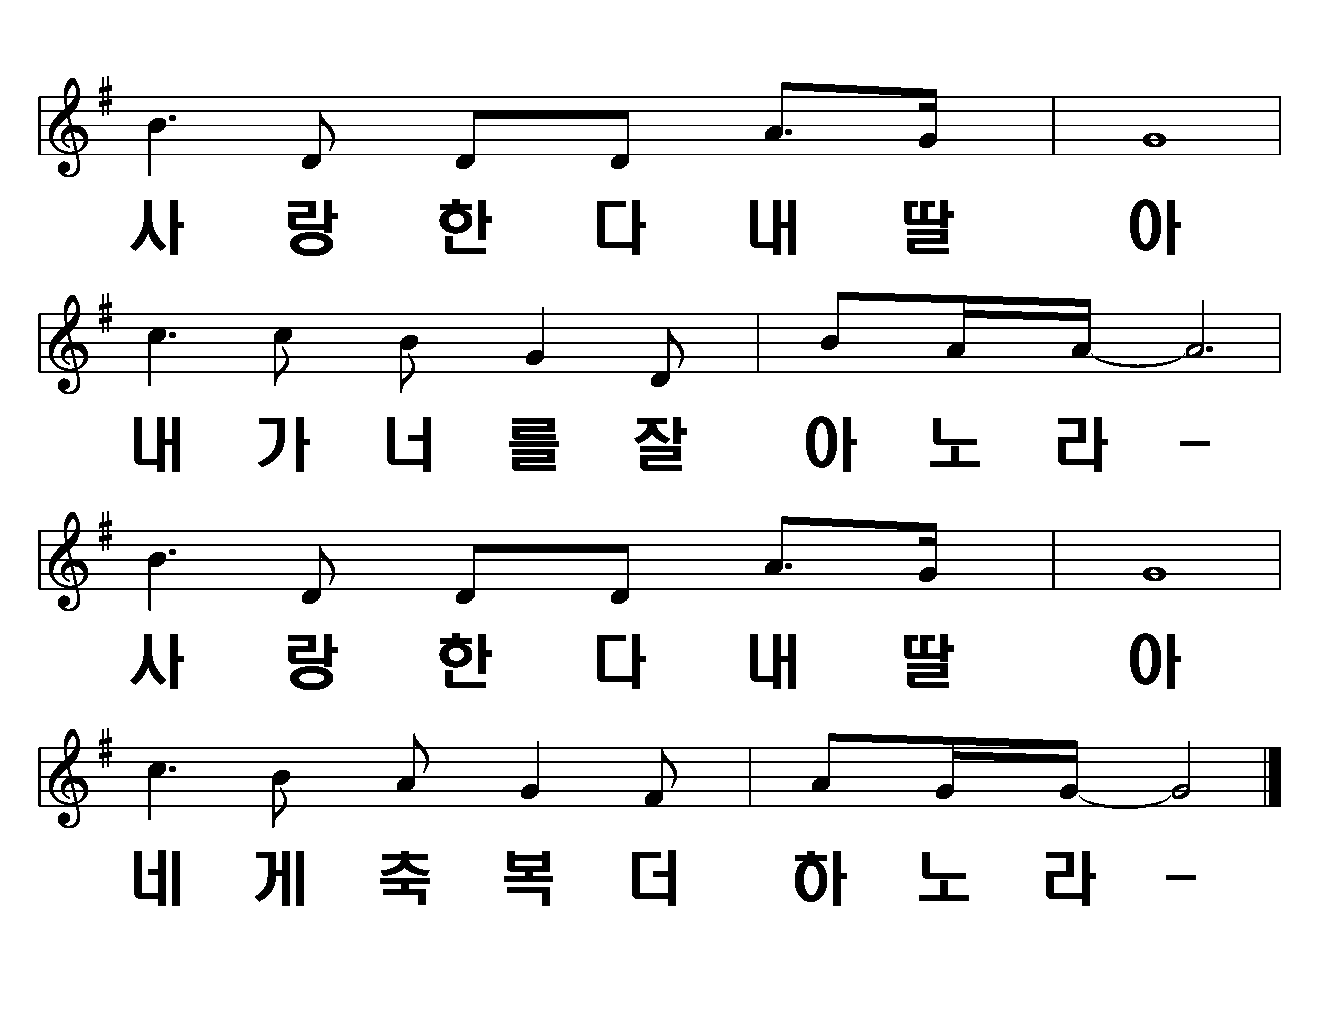 사 랑 한 다 내 딸 아
내 가 너 를 잘 아 노 라 -
사 랑 한 다 내 딸 아
네 게 축 복 더 하 노 라 -